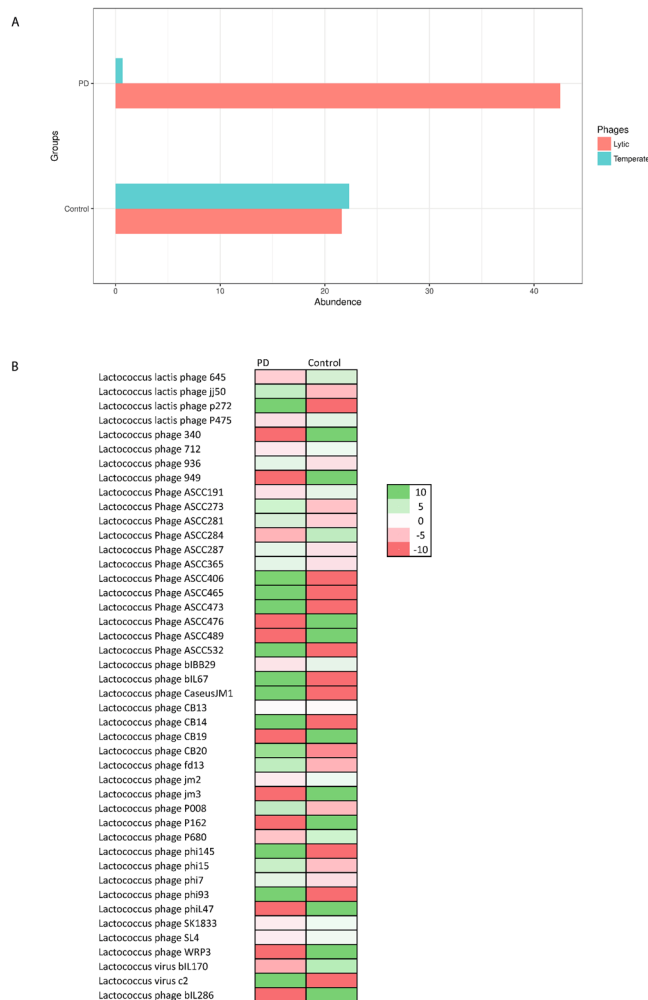 A
PD
Control
Groups
0 10 20 30 40
Abundence
Phages
Lytic
Temperate
B
PD Control
Lactococcus lactis phage 645
Lactococcus lactis phage jj50
Lactococcus lactis phage p272
Lactococcus lactis phage P475
Lactococcus phage 340
Lactococcus phage 712
Lactococcus phage 936
Lactococcus phage 949
Lactococcus Phage ASCC191
Lactococcus Phage ASCC273
Lactococcus Phage ASCC281
Lactococcus Phage ASCC284
Lactococcus Phage ASCC287
Lactococcus Phage ASCC365
Lactococcus Phage ASCC406
Lactococcus Phage ASCC465
Lactococcus Phage ASCC473
Lactococcus Phage ASCC476
Lactococcus Phage ASCC489
Lactococcus Phage ASCC532
Lactococcus phage bIBB29
Lactococcus phage bIL67
Lactococcus phage CaseusJM1
Lactococcus phage CB13
Lactococcus phage CB14
Lactococcus phage CB19
Lactococcus phage CB20
Lactococcus phage fd13
Lactococcus phage jm2
Lactococcus phage jm3
Lactococcus phage P008
Lactococcus phage P162
Lactococcus phage P680
Lactococcus phage phi145
Lactococcus phage phi15
Lactococcus phage phi7
Lactococcus phage phi93
Lactococcus phage phiL47
Lactococcus phage SK1833
Lactococcus phage SL4
Lactococcus phage WRP3
Lactococcus virus bIL170
Lactococcus virus c2
Lactococcus phage bIL286
10
5
0
-5
-10